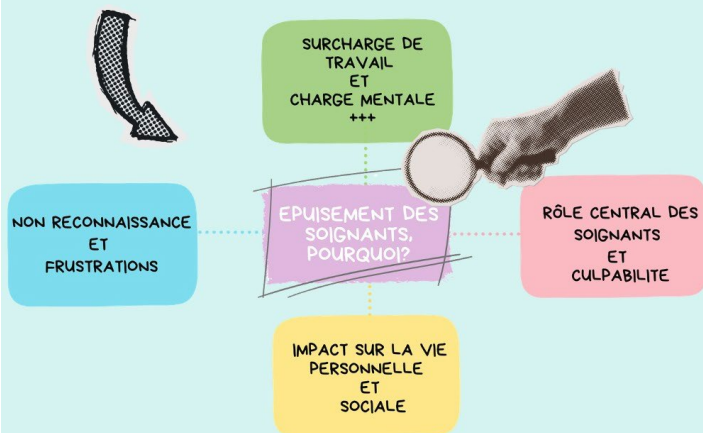 SURCHARGE DE
TRAVAIL
ET
CHARGE MENTALE
+++
NON RECONNAISSANCE
ET
FRUSTRATIONS
EPUISEMENT DES
SOIGNANTS,
POURQUOI?
RÔLE CENTRAL DES
SOIGNANTS
ET
CULPABILITE
IMPACT SUR LA VIE
PERSONNELLE
ET
SOCIALE